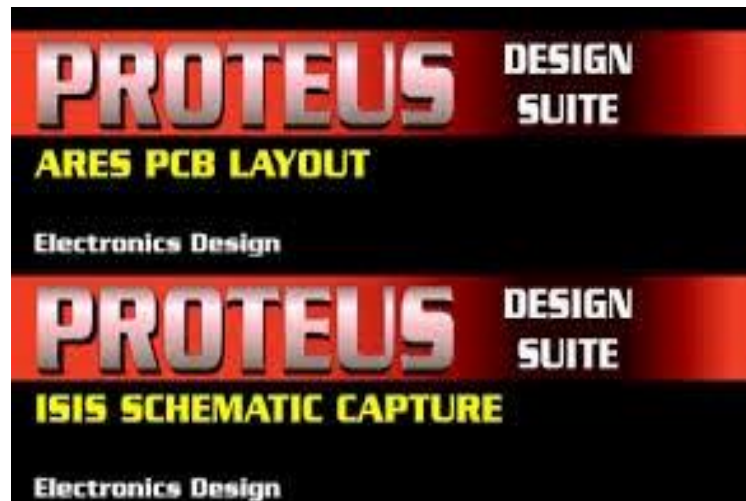 PROTEUS DESIGN SUITE
ARES PCB LAYOUT
Electronics Design
PROTEUS DESIGN SUITE
ISIS SCHEMATIC CAPTURE
Electronics Design